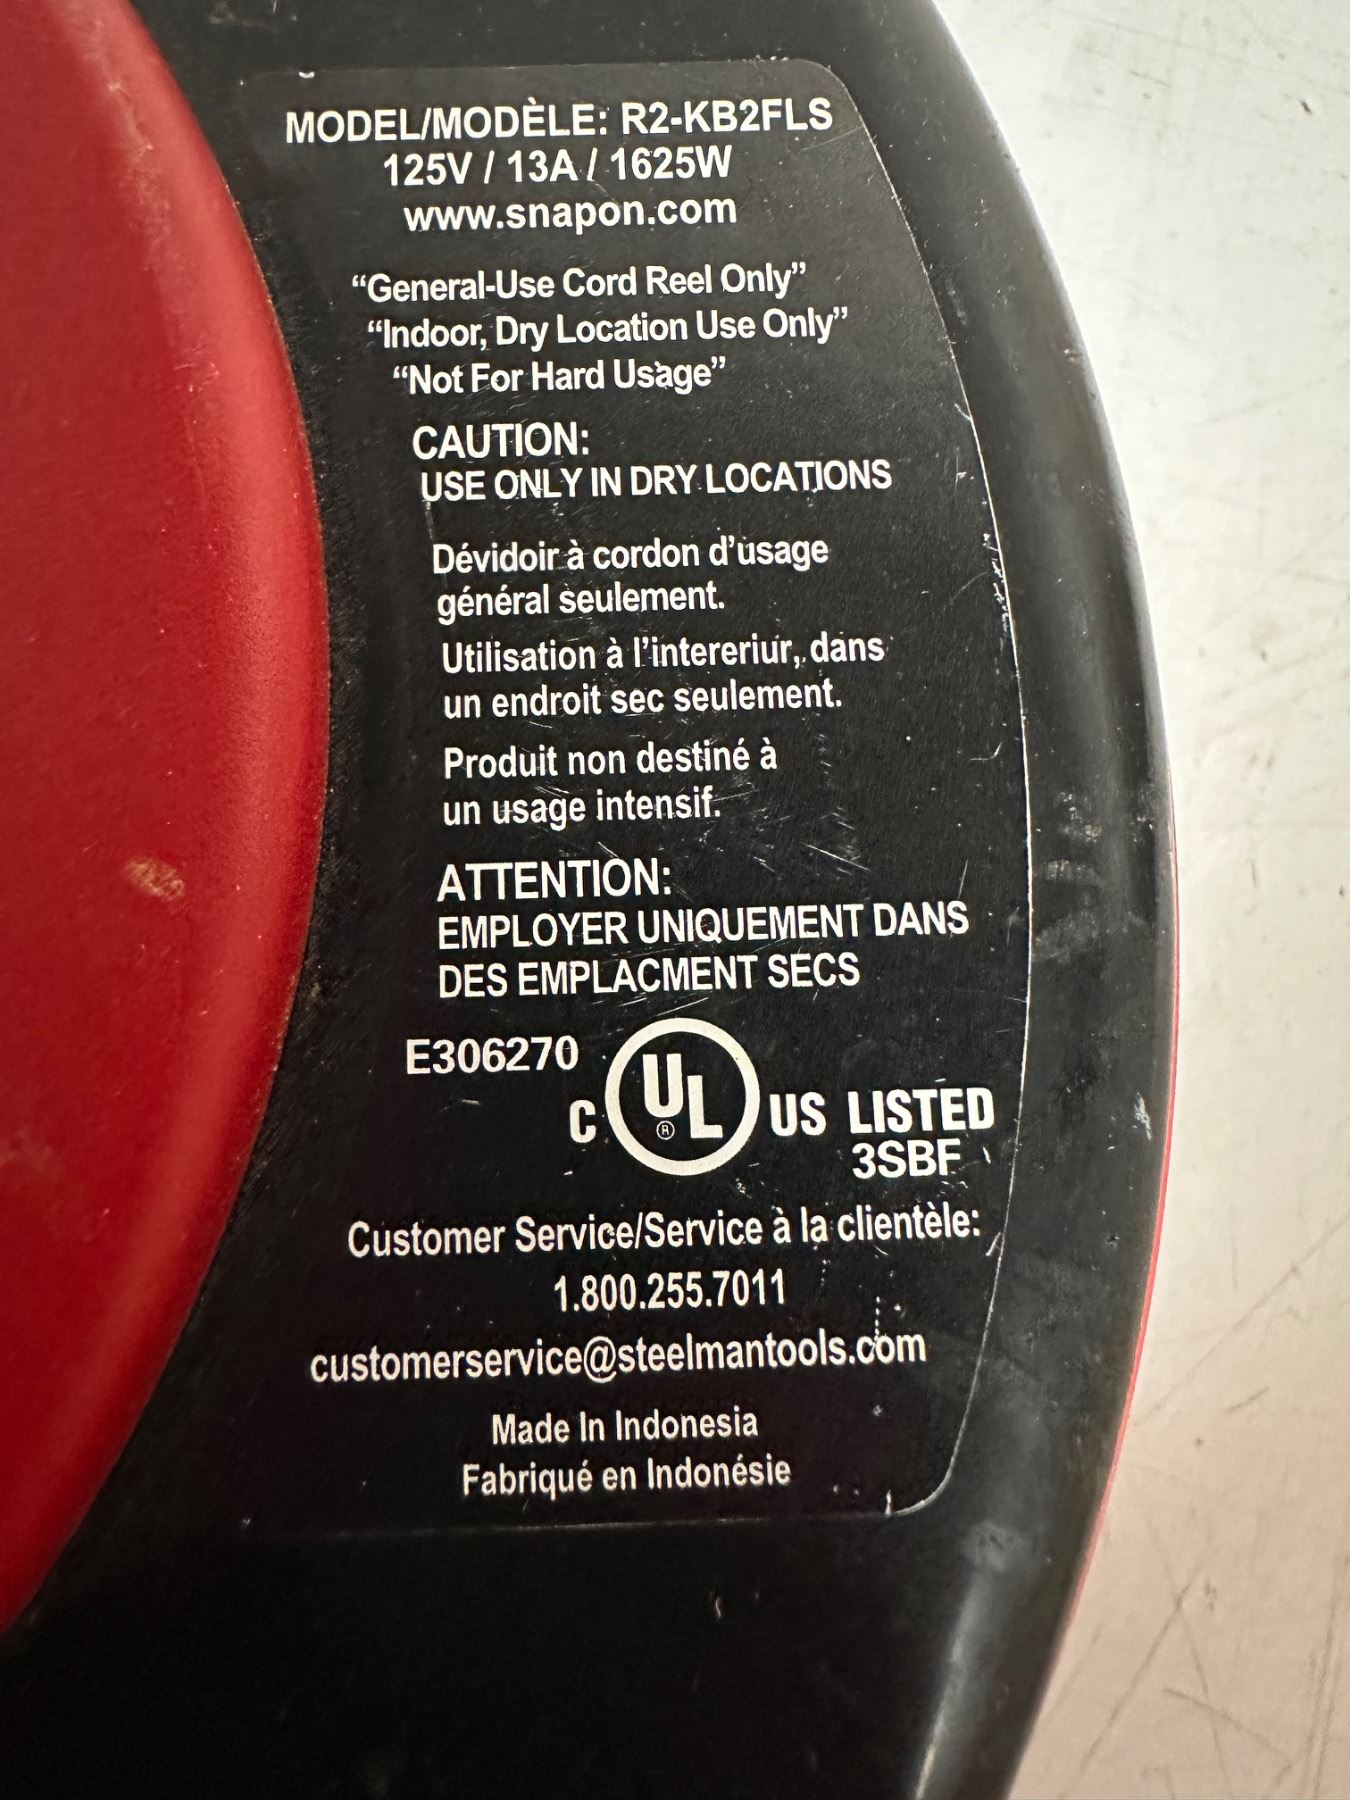 MODEL/MODÈLE: R2-KB2FLS
125V / 13A / 1625W
www.snapon.com
“General-Use Cord Reel Only”
“Indoor, Dry Location Use Only”
“Not For Hard Usage”
CAUTION:
USE ONLY IN DRY LOCATIONS
Dévidoir à cordon d’usage
général seulement.
Utilisation à l’intereriur, dans
un endroit sec seulement.
Produit non destiné à
un usage intensif.
ATTENTION:
EMPLOYER UNIQUEMENT DANS
DES EMPLACMENT SECS
E306270
C UL ® US LISTED
3SBF
Customer Service/Service à la clientèle:
1.800.255.7011
customerservice@steelmantools.com
Made In Indonesia
Fabriqué en Indonésie